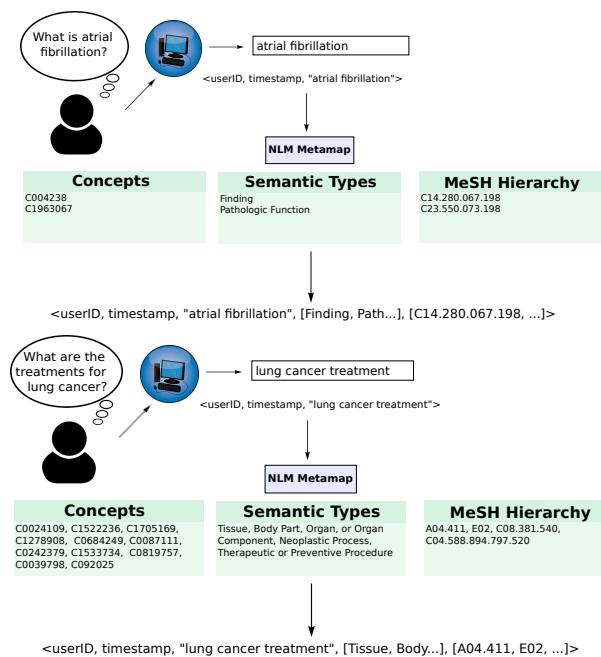 What is atrial
fibrillation?
atrial fibrillation
<userID, timestamp, "atrial fibrillation">
NLM Metamap
Concepts
C004238
C1963067
Semantic Types
Finding
Pathologic Function
MeSH Hierarchy
C14.280.067.198
C23.550.073.198
<userID, timestamp, "atrial fibrillation", [Finding, Path...], [C14.280.067.198, ...]>
What are the
treatments for
lung cancer?
lung cancer treatment
<userID, timestamp, "lung cancer treatment">
NLM Metamap
Concepts
C0024109, C1522236, C1705169,
C1278908, C0684249, C0087111,
C0242379, C1533734, C0819757,
C0039798, C092025
Semantic Types
Tissue, Body Part, Organ, or Organ
Component, Neoplastic Process,
Therapeutic or Preventive Procedure
MeSH Hierarchy
A04.411, E02, C08.381.540,
C04.588.894.797.520
<userID, timestamp, "lung cancer treatment", [Tissue, Body...], [A04.411, E02, ...]>